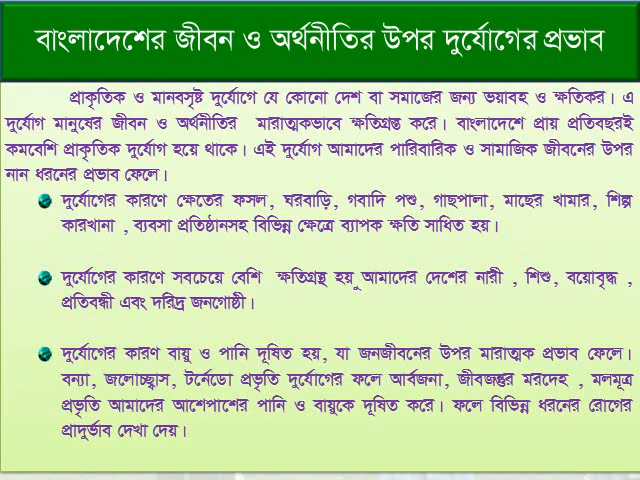 বাংলাদেশের জীবন ও অর্থনীতির উপর দুর্যোগের প্রভাব
প্রাকৃতিক ও মানবসৃষ্ট দুর্যোগে যে কোনো দেশ বা সমাজের জন্য ভয়াবহ ও ক্ষতিকর। এ
দুর্যোগ মানুষের জীবন ও অর্থনীতির মারাত্মকভাবে ক্ষতিগ্রস্ত করে। বাংলাদেশে প্রায় প্রতিবছরই
কমবেশি প্রাকৃতিক দুর্যোগ হয়ে থাকে। এই দুর্যোগ আমাদের পারিবারিক ও সামাজিক জীবনের উপর
নান ধরনের প্রভাব ফেলে।
দুর্যোগের কারণে ক্ষেতের ফসল, ঘরবাড়ি, গবাদি পশু, গাছপালা, মাছের খামার, শিল্প
কারখানা , ব্যবসা প্রতিষ্ঠানসহ বিভিন্ন ক্ষেত্রে ব্যাপক ক্ষতি সাধিত হয়।
দুর্যোগের কারণে সবচেয়ে বেশি ক্ষতিগ্রস্থ হয়ু আমাদের দেশের নারী , শিশু, বয়োবৃদ্ধ ,
প্রতিবন্ধী এবং দরিদ্র জনগোষ্ঠী।
দুর্যোগের কারণ বায়ু ও পানি দূষিত হয়, যা জনজীবনের উপর মারাত্মক প্রভাব ফেলে।
বন্যা, জলোচ্ছ্বাস, টর্নেডো প্রভৃতি দুর্যোগের ফলে আর্বজনা, জীবজন্তুর মরদেহ , মলমূত্র
প্রভৃতি আমাদের আশেপাশের পানি ও বায়ুকে দূষিত করে। ফলে বিভিন্ন ধরনের রোগের
প্রাদুর্ভাব দেখা দেয়।